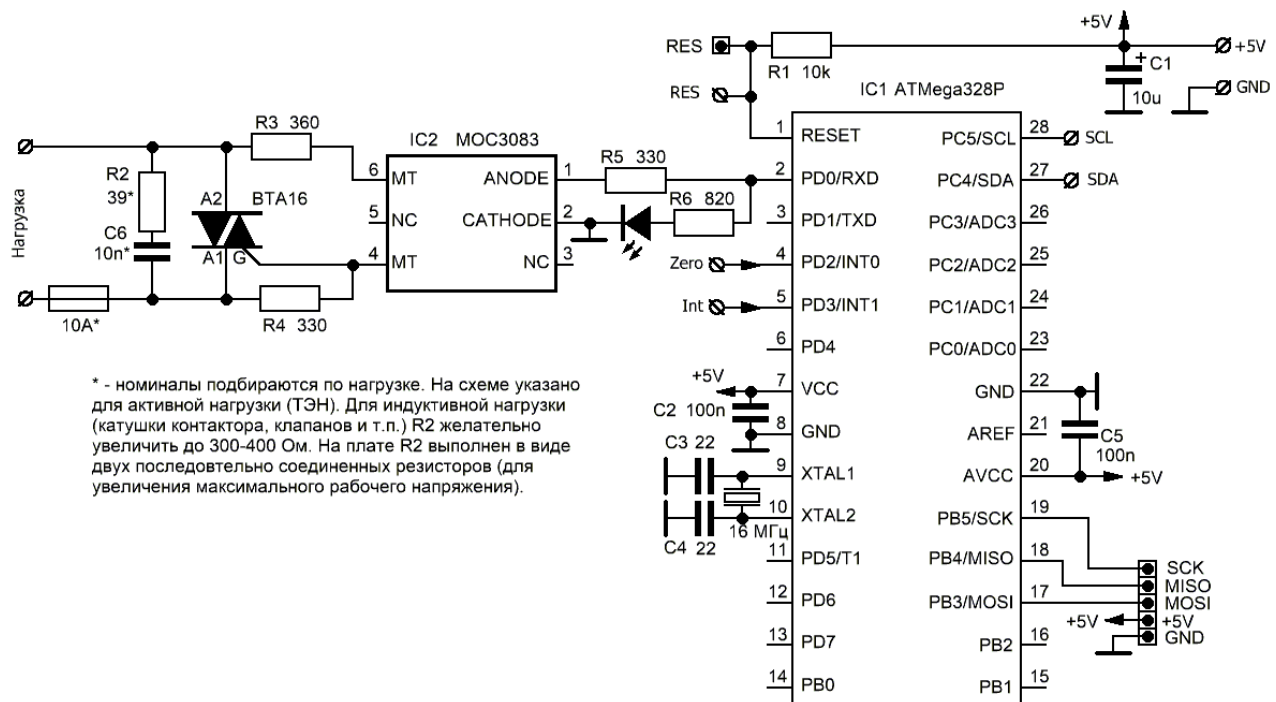 +5V
RES
+5V
R1 10k
+ C1
10u
GND
RES
IC1 ATMega328P
R3 360
IC2 MOC3083
1 RESET
PC5/SCL 28 SCL
R2
39*
6 MT
ANODE 1
R5 330
2 PD0/RXD
PC4/SDA 27 SDA
A2
BTA16
R6 820
Нагрузка
5 NC
CATHODE 2
3 PD1/TXD
PC3/ADC3 26
C6
10n*
A1 G
4 MT
NC 3
Zero
4 PD2/INT0
PC2/ADC2 25
10A*
R4 330
Int
5 PD3/INT1
PC1/ADC1 24
6 PD4
PC0/ADC0 23
* - номиналы подбираются по нагрузке. На схеме указано
для активной нагрузки (ТЭН). Для индуктивной нагрузки
(катушки контактора, клапанов и т.п.) R2 желательно
увеличить до 300-400 Ом. На плате R2 выполнен в виде
двух последовтельно соединенных резисторов (для
увеличения максимального рабочего напряжения).
+5V
7 VCC
GND 22
C2 100n
8 GND
AREF 21
C5
100n
C3 22
9 XTAL1
AVCC 20
+5V
10 XTAL2
PB5/SCK 19
C4 22
16 МГц
11 PD5/T1
PB4/MISO 18
SCK
MISO
12 PD6
PB3/MOSI 17
MOSI
+5V
+5V
13 PD7
PB2 16
GND
14 PB0
PB1 15